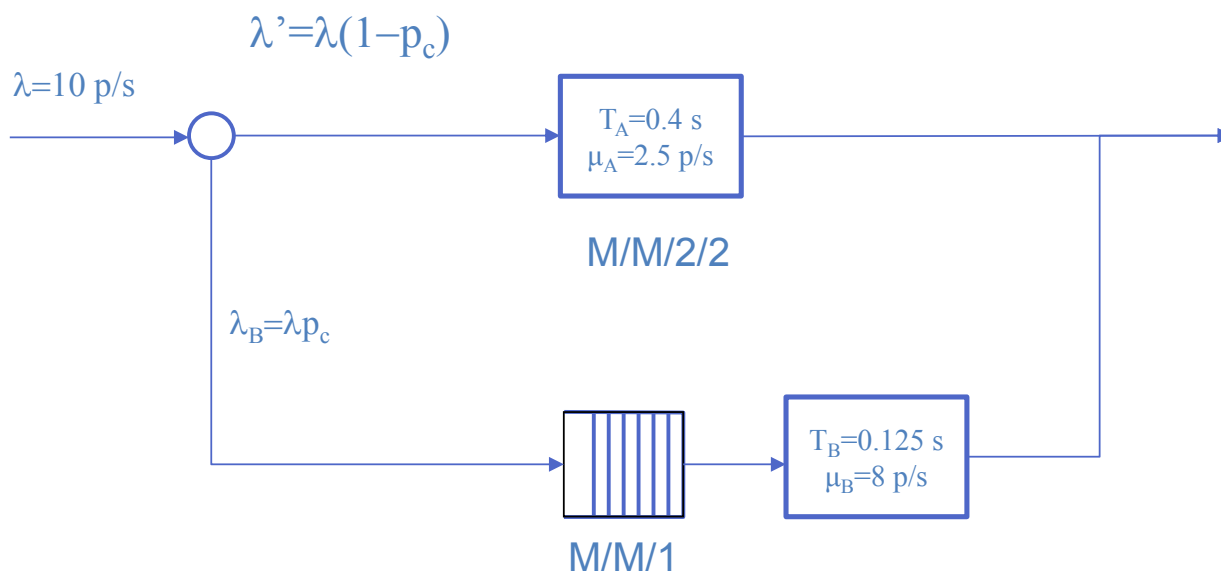 λ’=λ(1–pc)
λ=10 p/s
TA=0.4 s
μA=2.5 p/s
M/M/2/2
λB=λpc
TB=0.125 s
μB=8 p/s
M/M/1